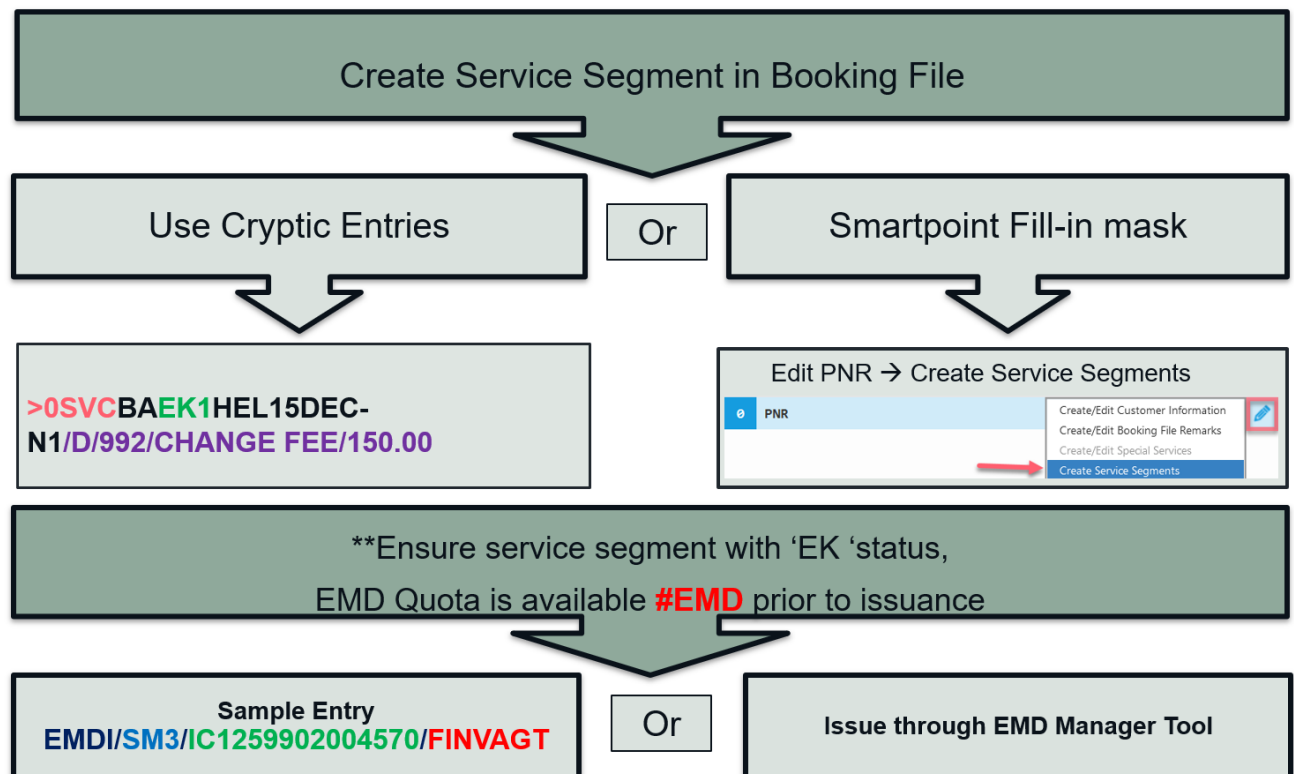 Create Service Segment in Booking File
Use Cryptic Entries
Or
Smartpoint Fill-in mask
>0SVCBAEK1HEL15DEC-
N1/D/992/CHANGE FEE/150.00
Edit PNR → Create Service Segments
0 PNR
Create/Edit Customer Information
Create/Edit Booking File Remarks
Create/Edit Special Services
Create Service Segments
**Ensure service segment with ‘EK ‘status,
EMD Quota is available #EMD prior to issuance
Sample Entry
EMDI/SM3/IC1259902004570/FINVAGT
Or
Issue through EMD Manager Tool